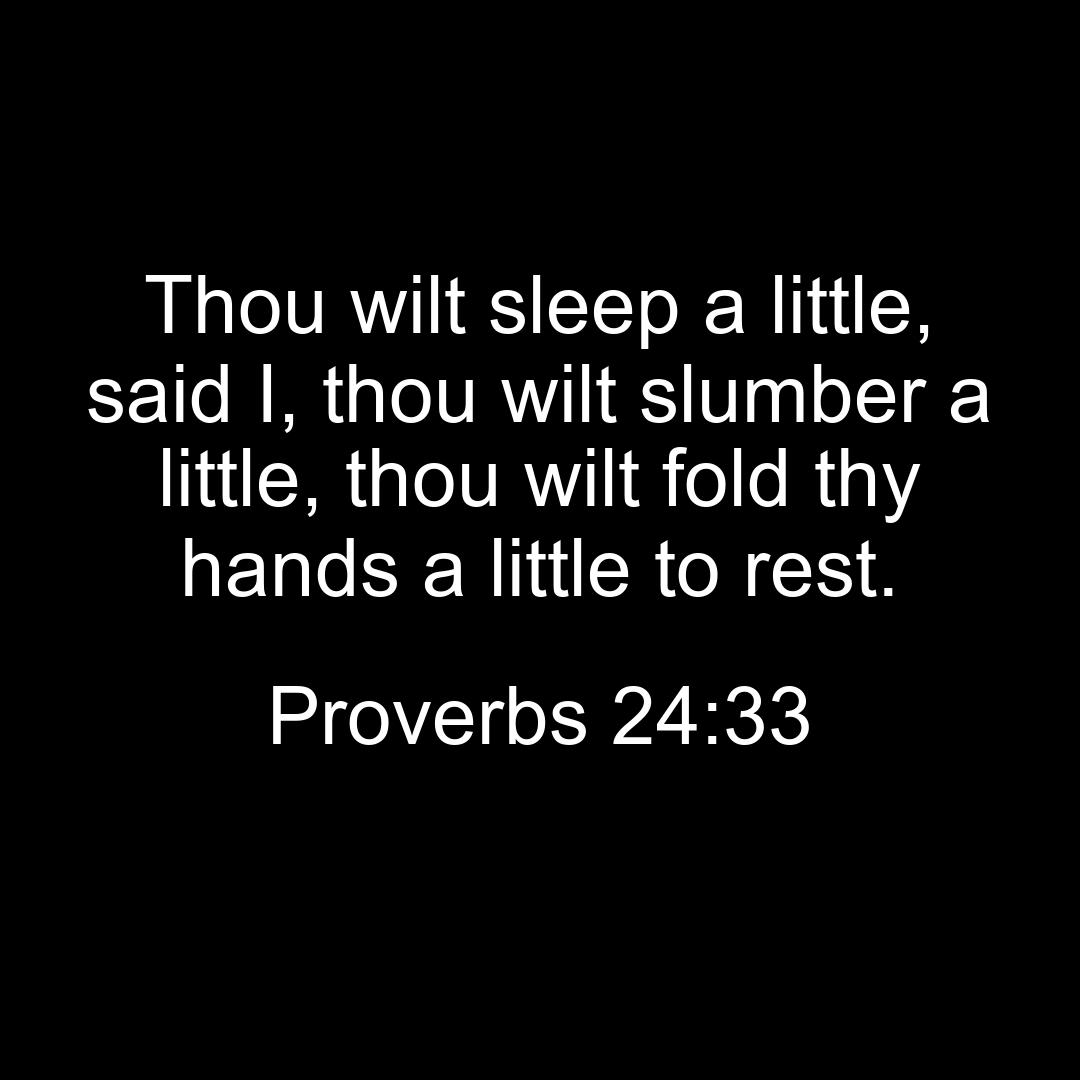 Thou wilt sleep a little,
said I, thou wilt slumber a
little, thou wilt fold thy
hands a little to rest.
Proverbs 24:33